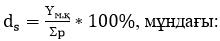 dₛ = Yₘ.қ / Σp * 100%, мұндағы: